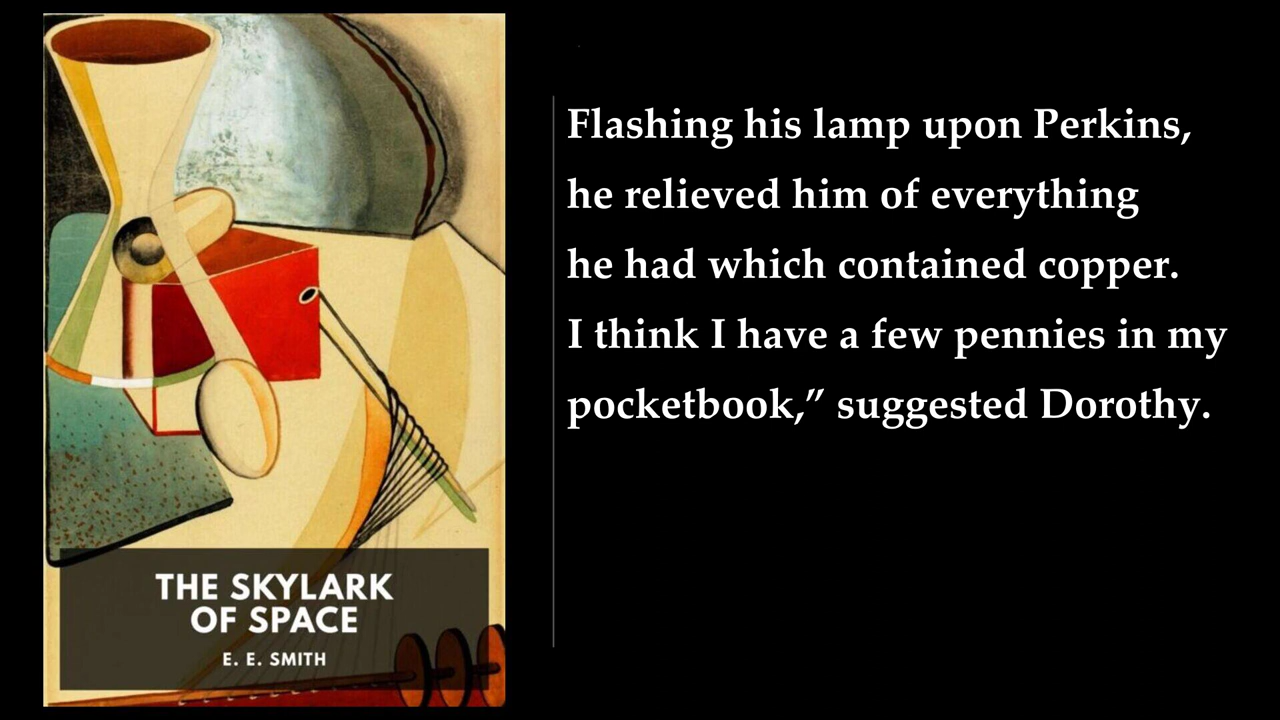 THE SKYLARK
OF SPACE
E. E. SMITH
Flashing his lamp upon Perkins,
he relieved him of everything
he had which contained copper.
I think I have a few pennies in my
pocketbook,” suggested Dorothy.